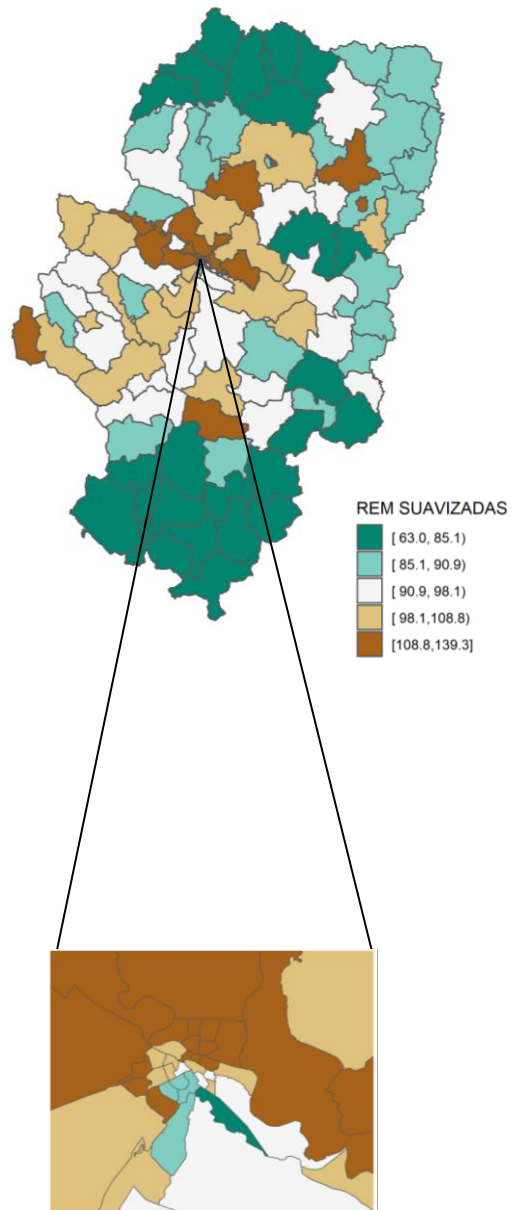 REM SUAVIZADAS
[ 63.0, 85.1)
[ 85.1, 90.9)
[ 90.9, 98.1)
[ 98.1,108.8)
[108.8,139.3]